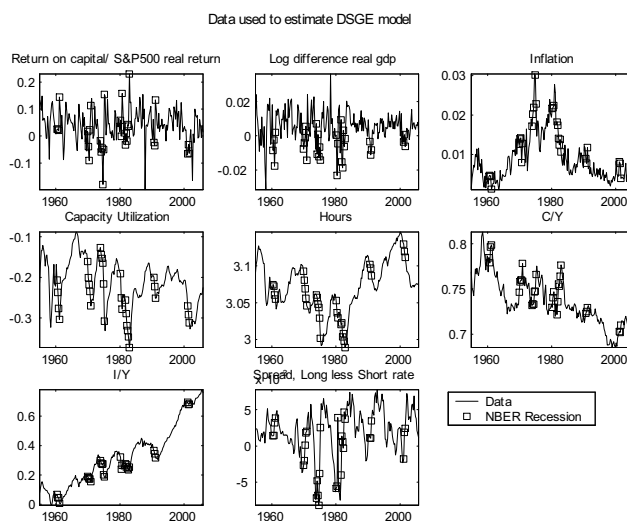 Data used to estimate DSGE model
Return on capital/ S&P500 real return
Log difference real gdp
Inflation
0.2
0.1
0
-0.1
1960 1980 2000
0.02
0
-0.02
1960 1980 2000
0.03
0.02
0.01
1960 1980 2000
Capacity Utilization
Hours
C/Y
-0.1
-0.2
-0.3
1960 1980 2000
3.1
3.05
3
1960 1980 2000
0.8
0.75
0.7
1960 1980 2000
I/Y
Spread, Long less Short rate
0.6
0.4
0.2
0
1960 1980 2000
5
0
-5
1960 1980 2000
Data
NBER Recession